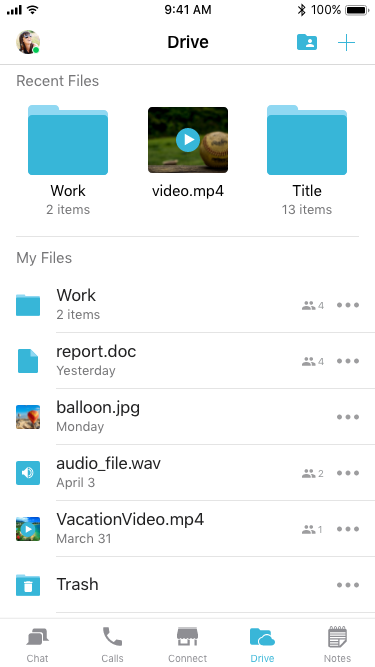 9:41 AM
100%
Drive
Recent Files
Work
2 items
video.mp4
Title
13 items
My Files
Work
2 items
4
report.doc
Yesterday
4
balloon.jpg
Monday
audio_file.wav
April 3
2
VacationVideo.mp4
March 31
1
Trash
Chat
Calls
Connect
Drive
Notes